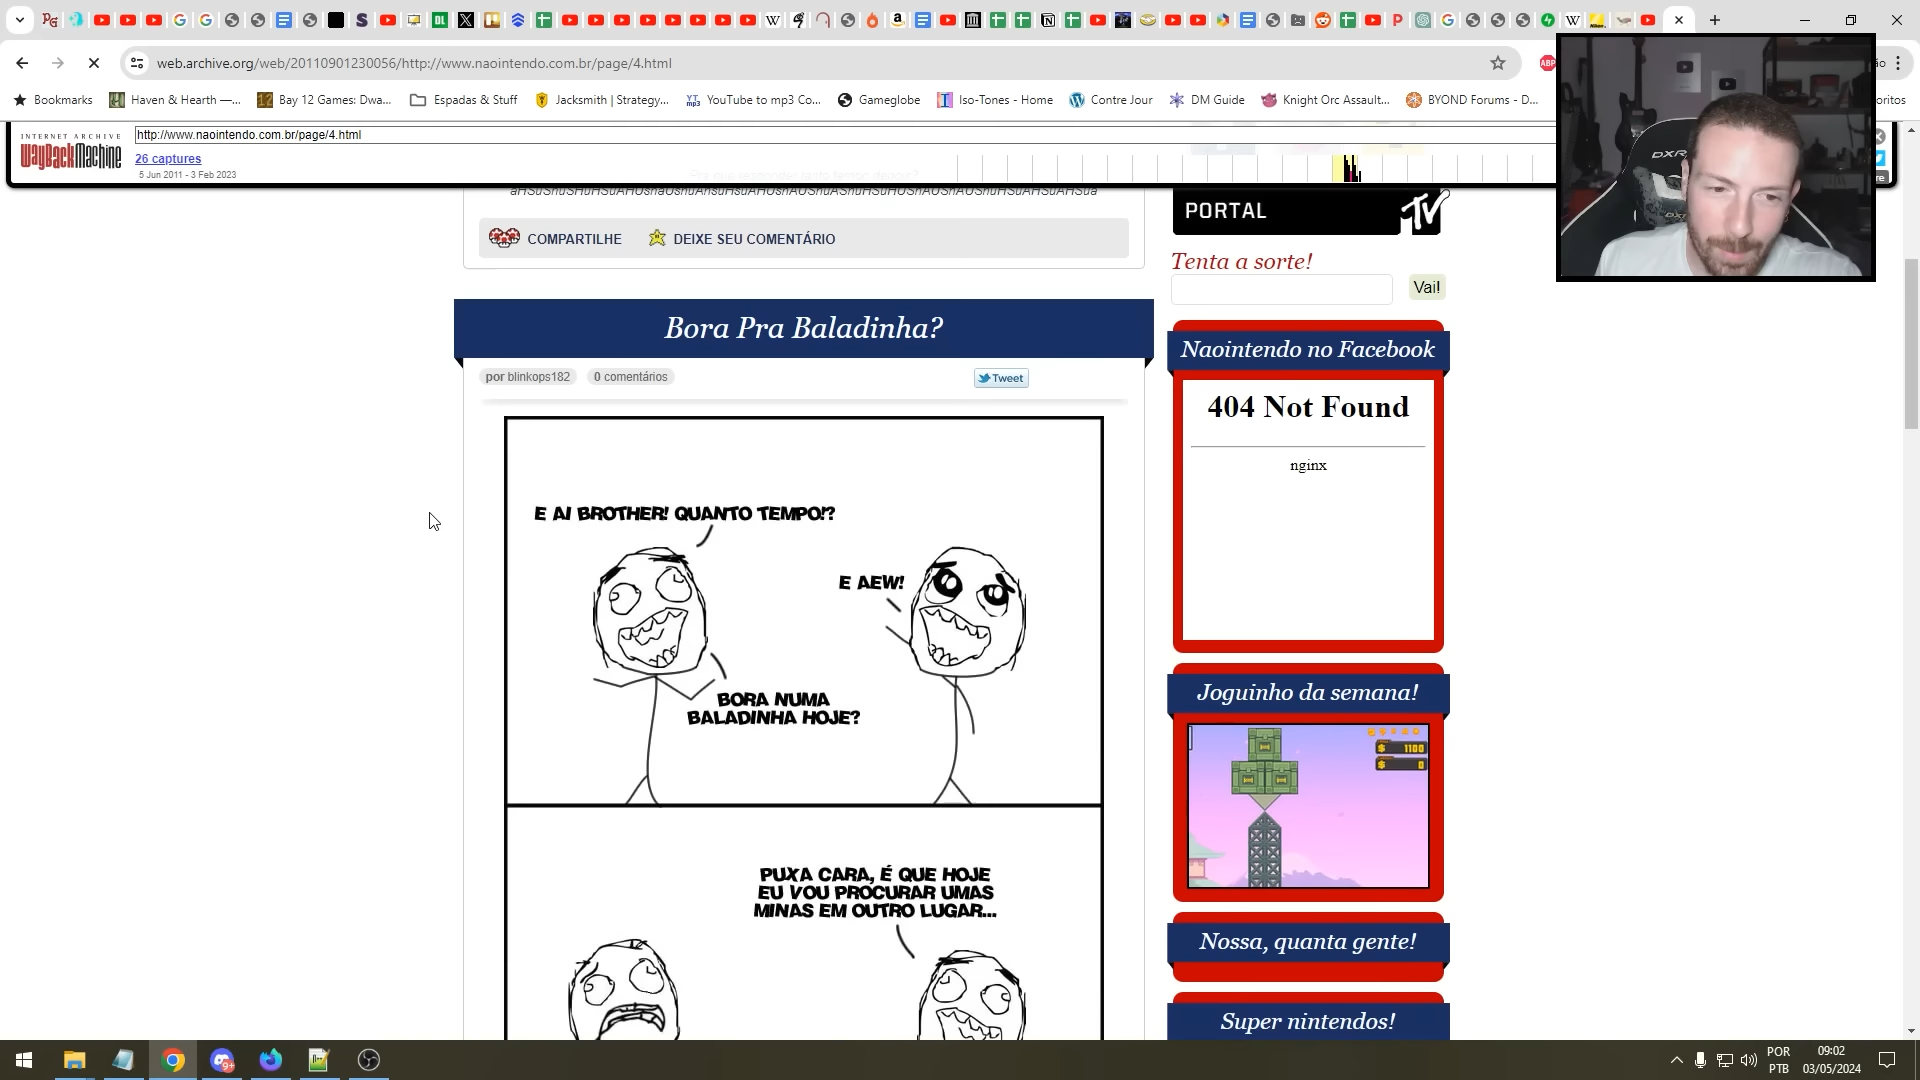 web.archive.org/web/20110901230056/http://www.naointendo.com.br/page/4.html
ABP
Bookmarks
Haven & Hearth —...
Bay 12 Games: Dwa...
Espadas & Stuff
Jacksmith | Strategy...
YouTube to mp3 Co...
Gameglobe
Iso-Tones - Home
Contre Jour
DM Guide
Knight Orc Assault...
BYOND Forums - D...
INTERNET ARCHIVE
WayBackMachine
http://www.naointendo.com.br/page/4.html
26 captures
5 Jun 2011 - 3 Feb 2023
COMPARTILHE
DEIXE SEU COMENTÁRIO
PORTAL MTV
Tenta a sorte!
Vai!
Bora Pra Baladinha?
por blinkops182
0 comentários
Tweet
E AI BROTHER! QUANTO TEMPO!?
E AEW!
BORA NUMA
BALADINHA HOJE?
PUXA CARA, É QUE HOJE
EU VOU PROCURAR UMAS
MINAS EM OUTRO LUGAR...
Naointendo no Facebook
404 Not Found
nginx
Joguinho da semana!
$ 1100
$ 0
Nossa, quanta gente!
Super nintendos!
DXR
POR
PTB
09:02
03/05/2024